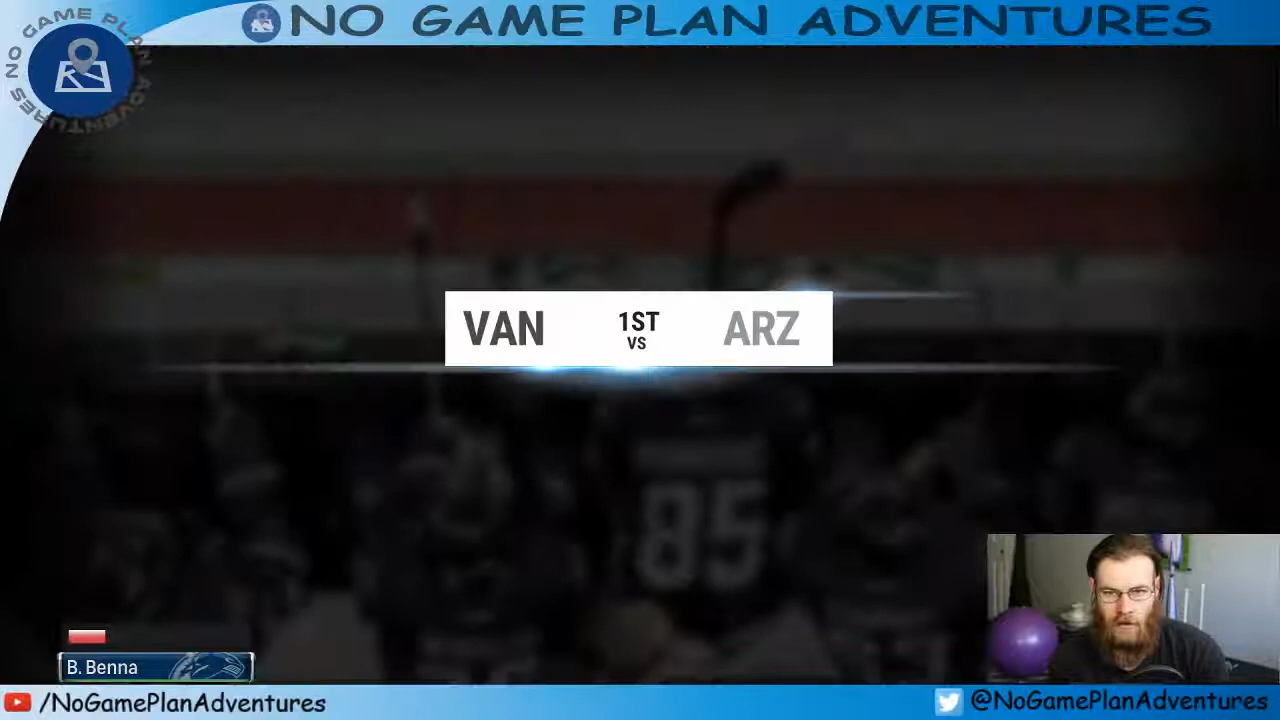 NO GAME PLAN ADVENTURES
NO GAME PLAN ADVENTURES
VAN 1ST VS ARZ
85
B. Benna
/NoGamePlanAdventures
@NoGamePlanAdventures